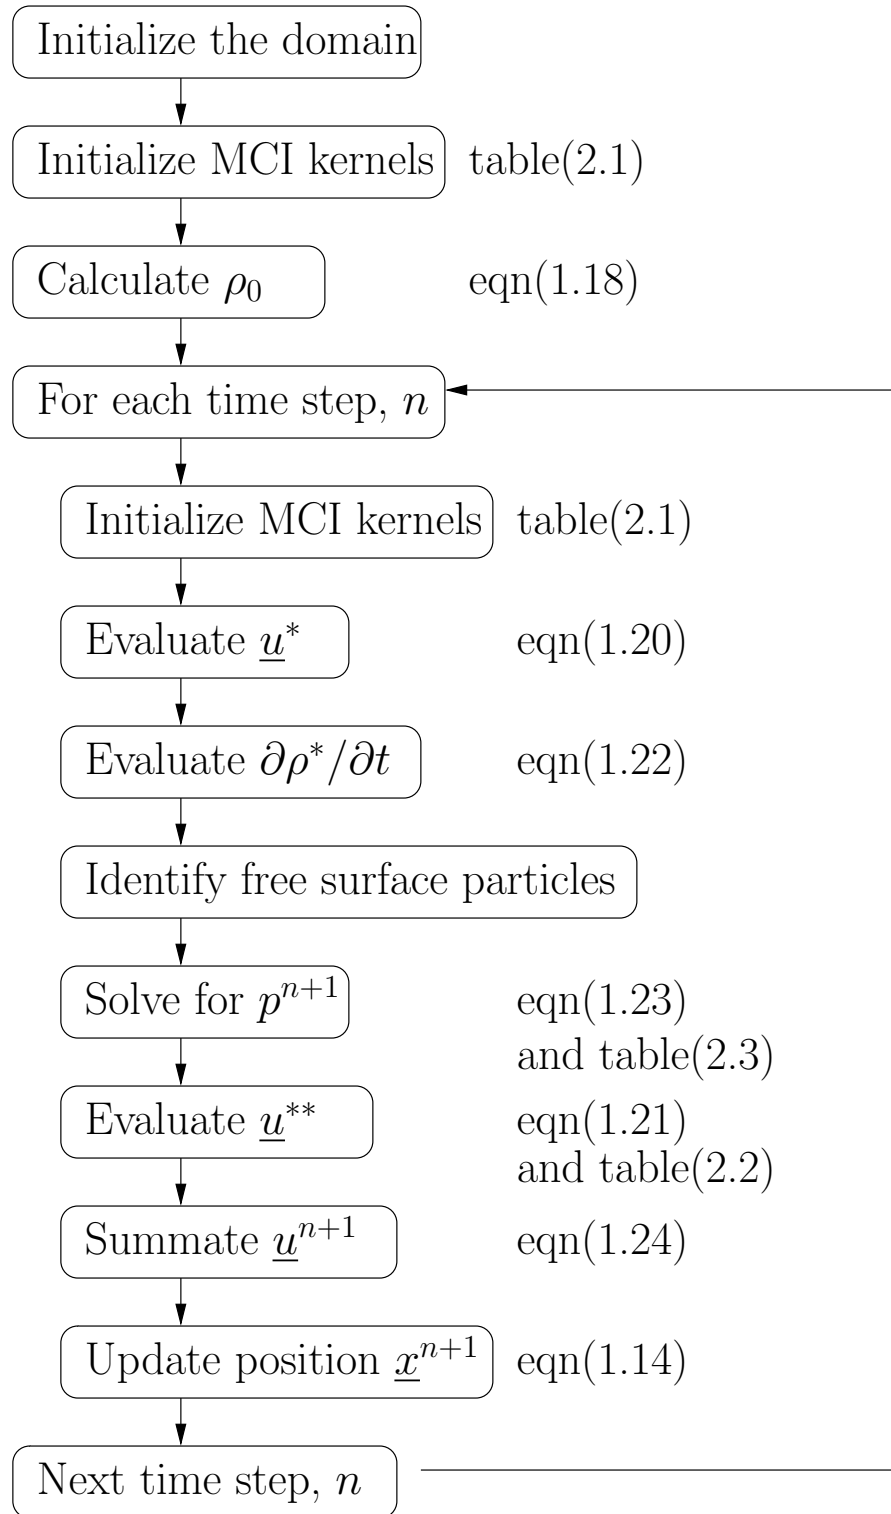 Initialize the domain
Initialize MCI kernels table(2.1)
Calculate ρ₀ eqn(1.18)
For each time step, n
Initialize MCI kernels table(2.1)
Evaluate u̲* eqn(1.20)
Evaluate ∂ρ*/∂t eqn(1.22)
Identify free surface particles
Solve for pⁿ⁺¹ eqn(1.23)
and table(2.3)
Evaluate u̲** eqn(1.21)
and table(2.2)
Summate u̲ⁿ⁺¹ eqn(1.24)
Update position x̲ⁿ⁺¹ eqn(1.14)
Next time step, n